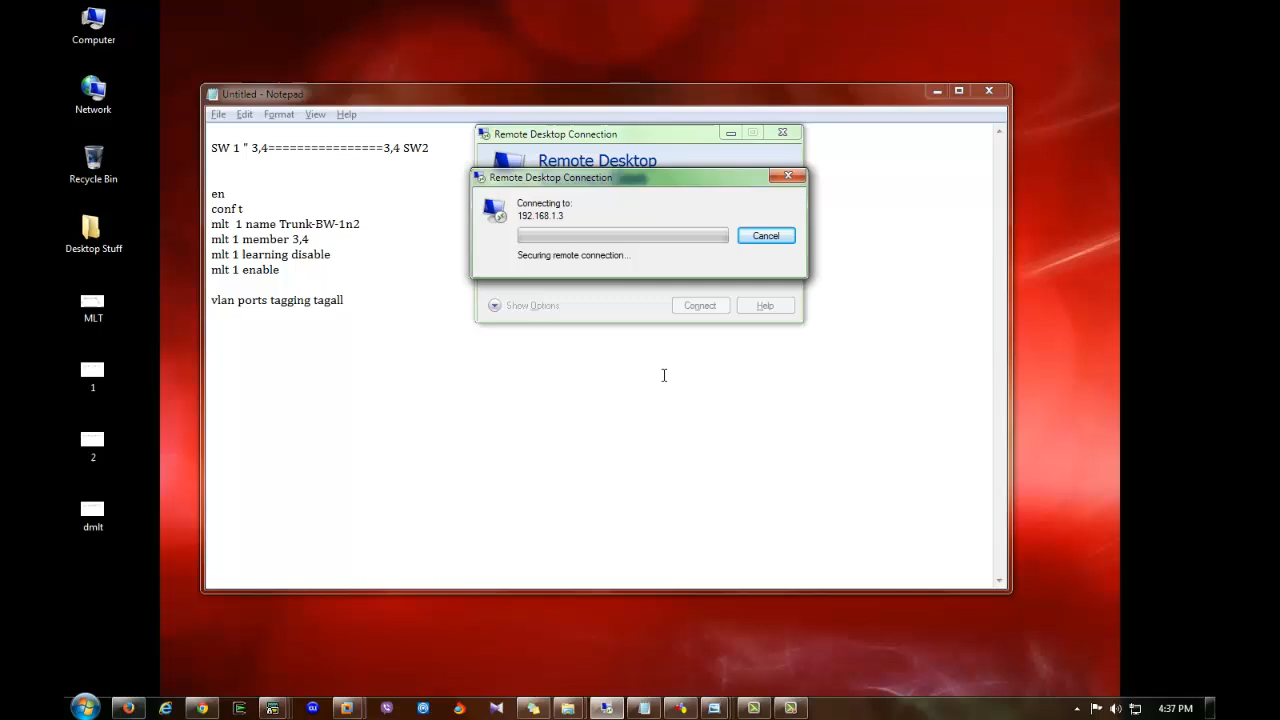 Computer
Network
Recycle Bin
Desktop Stuff
MLT
1
2
dmlt
Untitled - Notepad
File Edit Format View Help
SW 1 " 3,4================3,4 SW2
en
conf t
mlt  1 name Trunk-BW-1n2
mlt 1 member 3,4
mlt 1 learning disable
mlt 1 enable
vlan ports tagging tagall
Remote Desktop Connection
Remote Desktop
Remote Desktop Connection
Connecting to:
192.168.1.3
Cancel
Securing remote connection...
Show Options
Connect
Help
4:37 PM